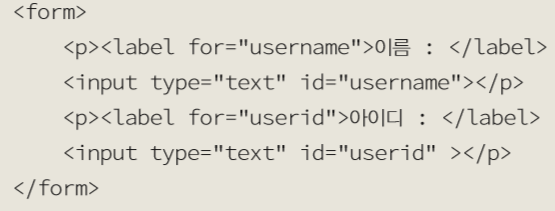 <form>
<p><label for="username">이름 : </label>
<input type="text" id="username"></p>
<p><label for="userid">아이디 : </label>
<input type="text" id="userid" ></p>
</form>